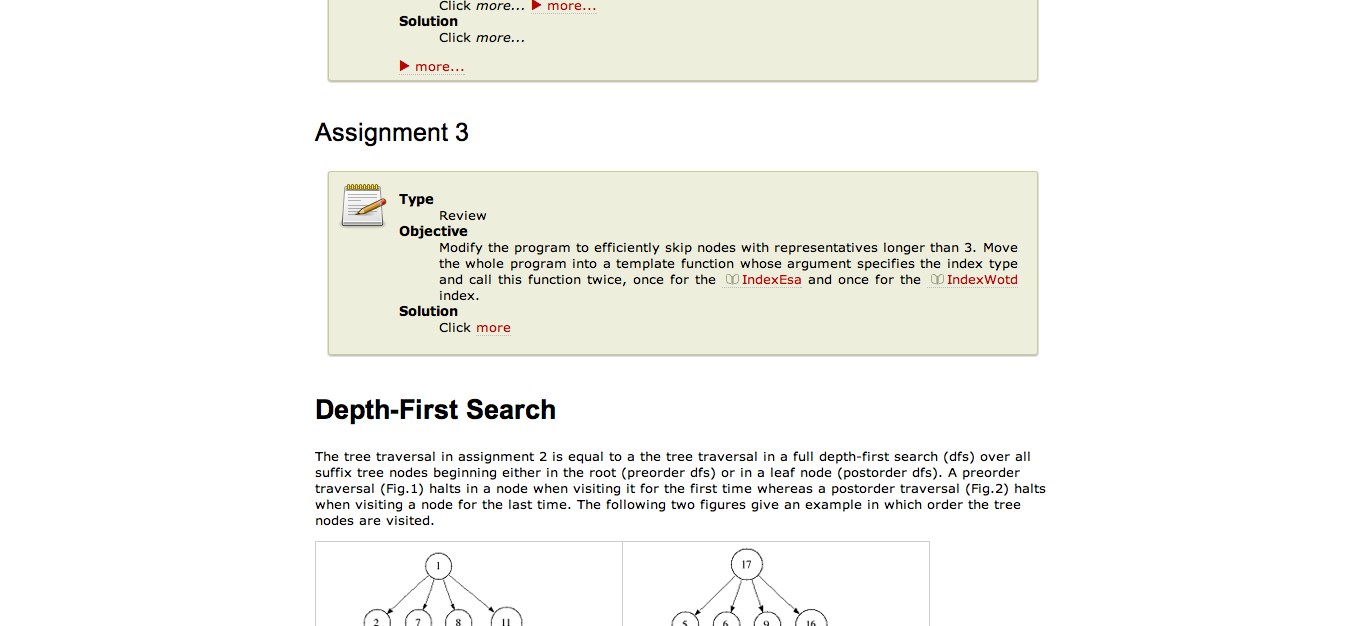 Click more... ▶ more...
Solution
Click more...
▶ more...
Assignment 3
Type
Review
Objective
Modify the program to efficiently skip nodes with representatives longer than 3. Move
the whole program into a template function whose argument specifies the index type
and call this function twice, once for the IndexEsa and once for the IndexWotd
index.
Solution
Click more
Depth-First Search
The tree traversal in assignment 2 is equal to a the tree traversal in a full depth-first search (dfs) over all
suffix tree nodes beginning either in the root (preorder dfs) or in a leaf node (postorder dfs). A preorder
traversal (Fig.1) halts in a node when visiting it for the first time whereas a postorder traversal (Fig.2) halts
when visiting a node for the last time. The following two figures give an example in which order the tree
nodes are visited.
1
17
2 7 8 11
5 6 9 16